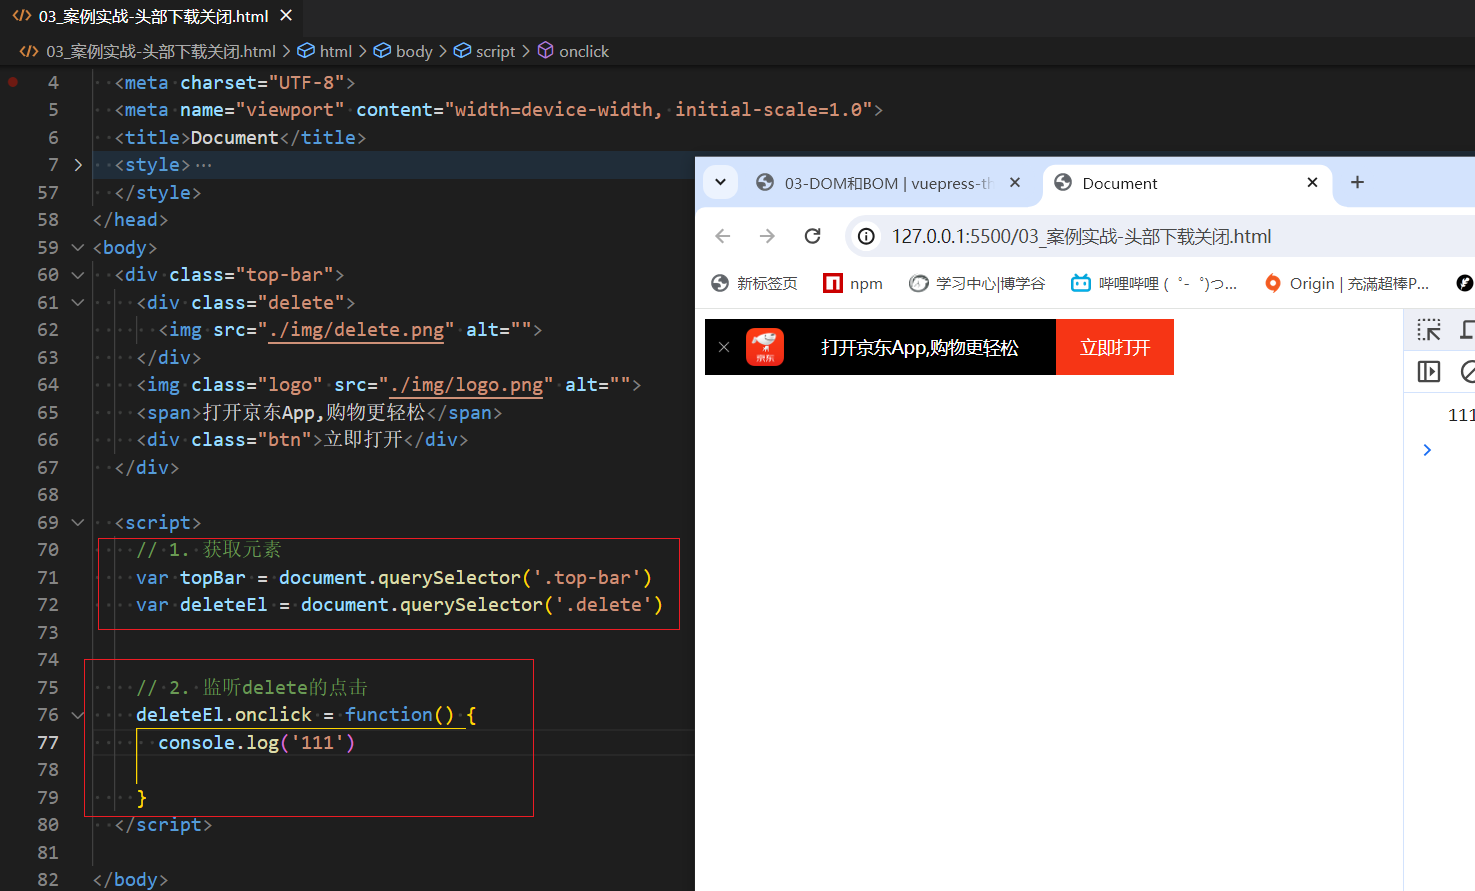 03_案例实战-头部下载关闭.html
03_案例实战-头部下载关闭.html > html > body > script > onclick
4 <meta charset="UTF-8">
5 <meta name="viewport" content="width=device-width, initial-scale=1.0">
6 <title>Document</title>
7 <style>…
57 </style>
58 </head>
59 <body>
60 <div class="top-bar">
61 <div class="delete">
62 <img src="./img/delete.png" alt="">
63 </div>
64 <img class="logo" src="./img/logo.png" alt="">
65 <span>打开京东App,购物更轻松</span>
66 <div class="btn">立即打开</div>
67 </div>
68
69 <script>
70 // 1. 获取元素
71 var topBar = document.querySelector('.top-bar')
72 var deleteEl = document.querySelector('.delete')
73
74
75 // 2. 监听delete的点击
76 deleteEl.onclick = function() {
77 console.log('111')
78
79 }
80 </script>
81
82 </body>
03-DOM和BOM | vuepress-th
Document
127.0.0.1:5500/03_案例实战-头部下载关闭.html
新标签页 npm 学习中心|博学谷 哔哩哔哩 (゜-゜)つ... Origin | 充满超棒P...
京东 打开京东App,购物更轻松 立即打开
111